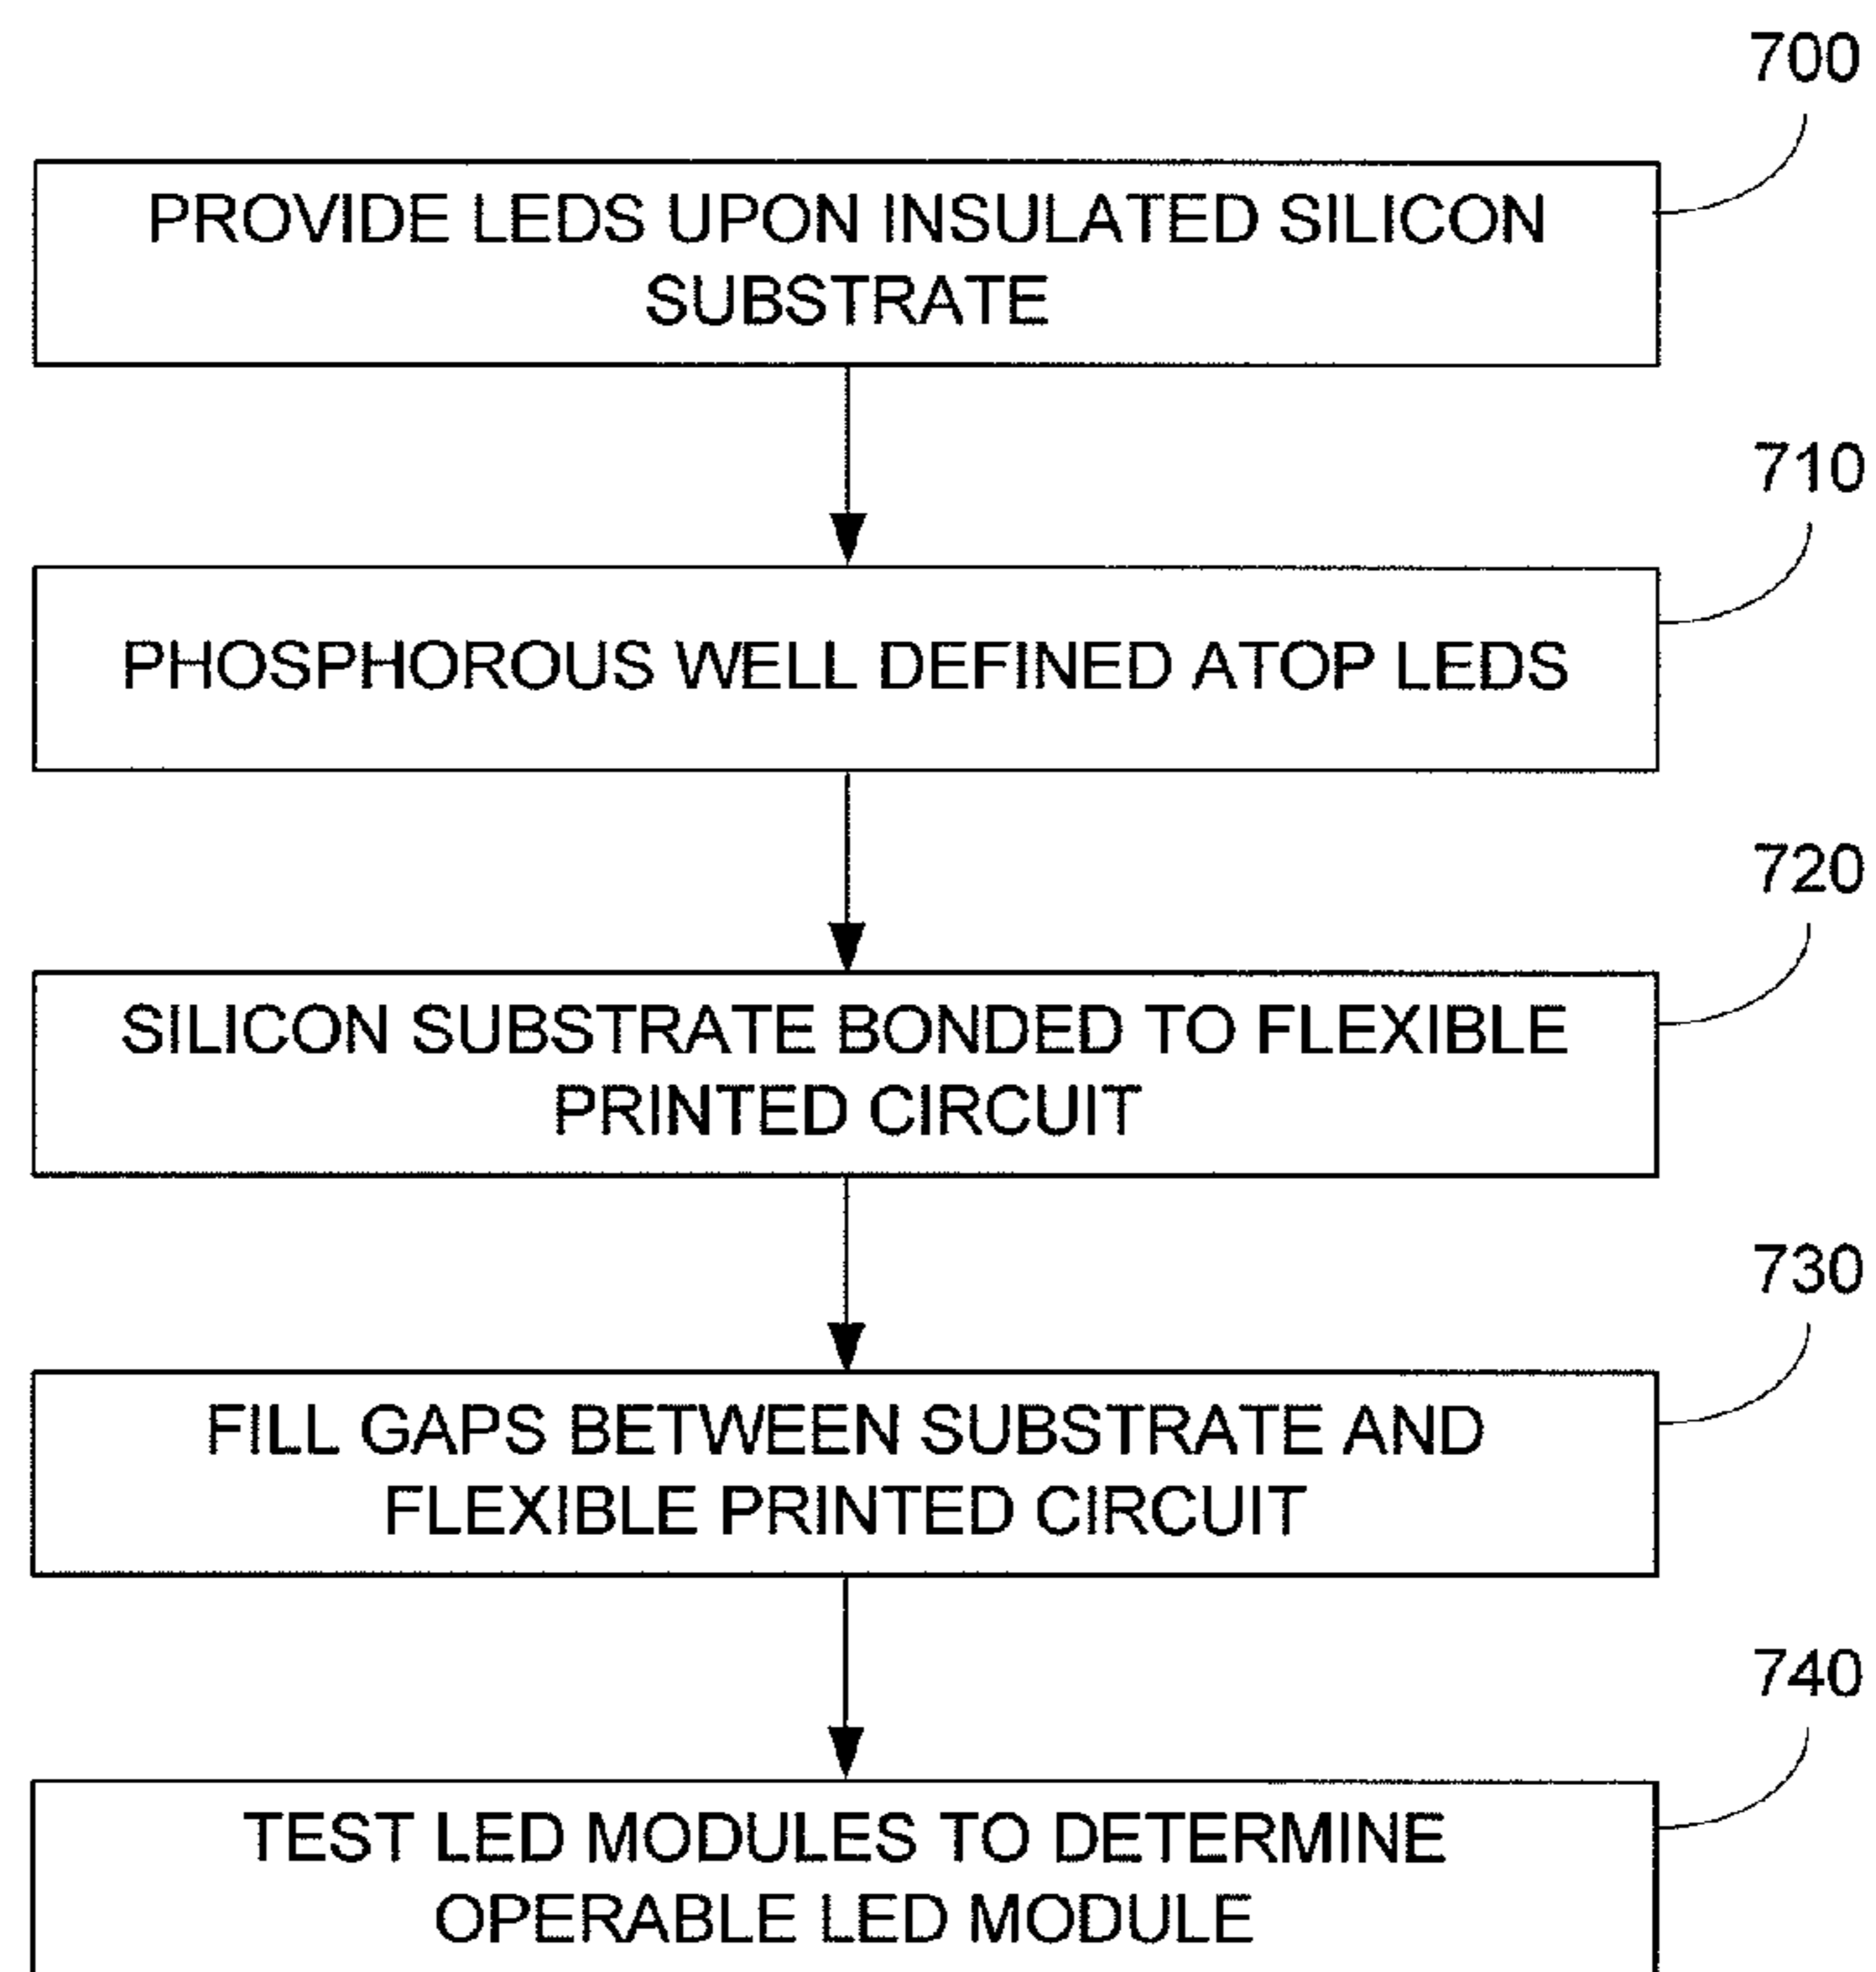 700
PROVIDE LEDS UPON INSULATED SILICON
SUBSTRATE
710
PHOSPHOROUS WELL DEFINED ATOP LEDS
720
SILICON SUBSTRATE BONDED TO FLEXIBLE
PRINTED CIRCUIT
730
FILL GAPS BETWEEN SUBSTRATE AND
FLEXIBLE PRINTED CIRCUIT
740
TEST LED MODULES TO DETERMINE
OPERABLE LED MODULE